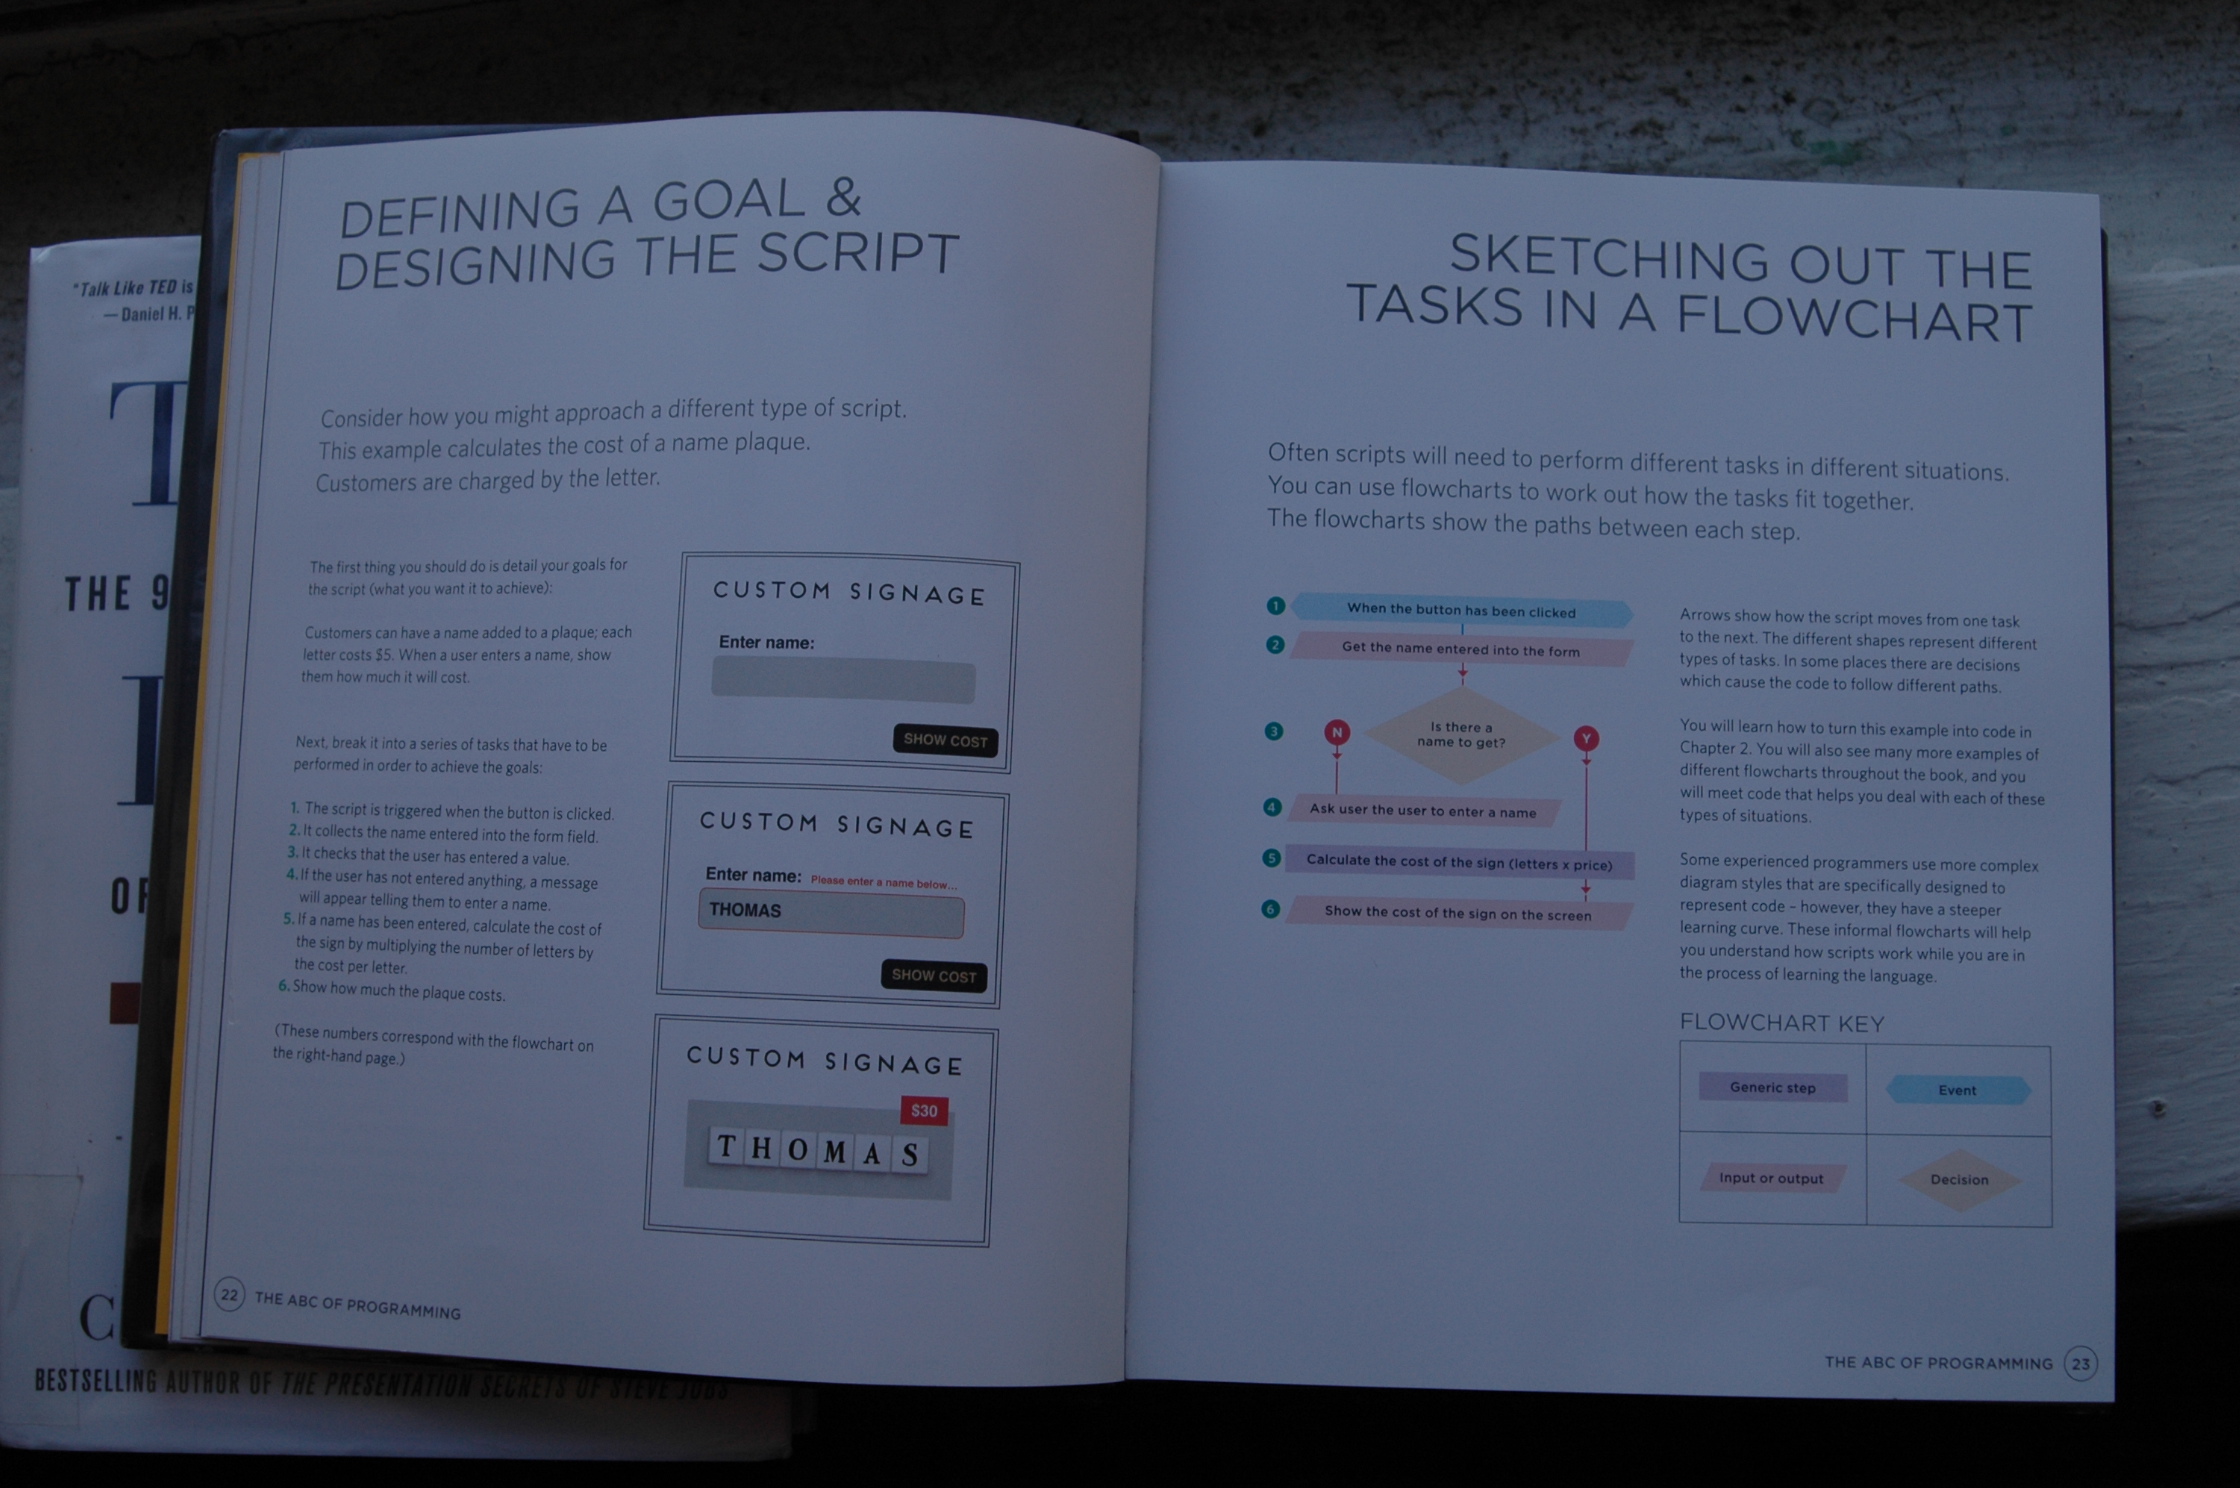 DEFINING A GOAL &
DESIGNING THE SCRIPT
Consider how you might approach a different type of script.
This example calculates the cost of a name plaque.
Customers are charged by the letter.
The first thing you should do is detail your goals for
the script (what you want it to achieve):
Customers can have a name added to a plaque; each
letter costs $5. When a user enters a name, show
them how much it will cost.
Next, break it into a series of tasks that have to be
performed in order to achieve the goals:
1. The script is triggered when the button is clicked.
2. It collects the name entered into the form field.
3. It checks that the user has entered a value.
4. If the user has not entered anything, a message
will appear telling them to enter a name.
5. If a name has been entered, calculate the cost of
the sign by multiplying the number of letters by
the cost per letter.
6. Show how much the plaque costs.
(These numbers correspond with the flowchart on
the right-hand page.)
CUSTOM SIGNAGE
Enter name:
SHOW COST
CUSTOM SIGNAGE
Enter name: Please enter a name below...
THOMAS
SHOW COST
CUSTOM SIGNAGE
$30
THOMAS
22 THE ABC OF PROGRAMMING
SKETCHING OUT THE
TASKS IN A FLOWCHART
Often scripts will need to perform different tasks in different situations.
You can use flowcharts to work out how the tasks fit together.
The flowcharts show the paths between each step.
1 When the button has been clicked
2 Get the name entered into the form
3 N Is there a
name to get? Y
4 Ask user the user to enter a name
5 Calculate the cost of the sign (letters x price)
6 Show the cost of the sign on the screen
Arrows show how the script moves from one task
to the next. The different shapes represent different
types of tasks. In some places there are decisions
which cause the code to follow different paths.
You will learn how to turn this example into code in
Chapter 2. You will also see many more examples of
different flowcharts throughout the book, and you
will meet code that helps you deal with each of these
types of situations.
Some experienced programmers use more complex
diagram styles that are specifically designed to
represent code – however, they have a steeper
learning curve. These informal flowcharts will help
you understand how scripts work while you are in
the process of learning the language.
FLOWCHART KEY
Generic step
Event
Input or output
Decision
THE ABC OF PROGRAMMING 23
"Talk Like TED is
— Daniel H. P
T
THE 9
OF
C
BESTSELLING AUTHOR OF THE PRESENTATION SECRETS OF STEVE JOBS